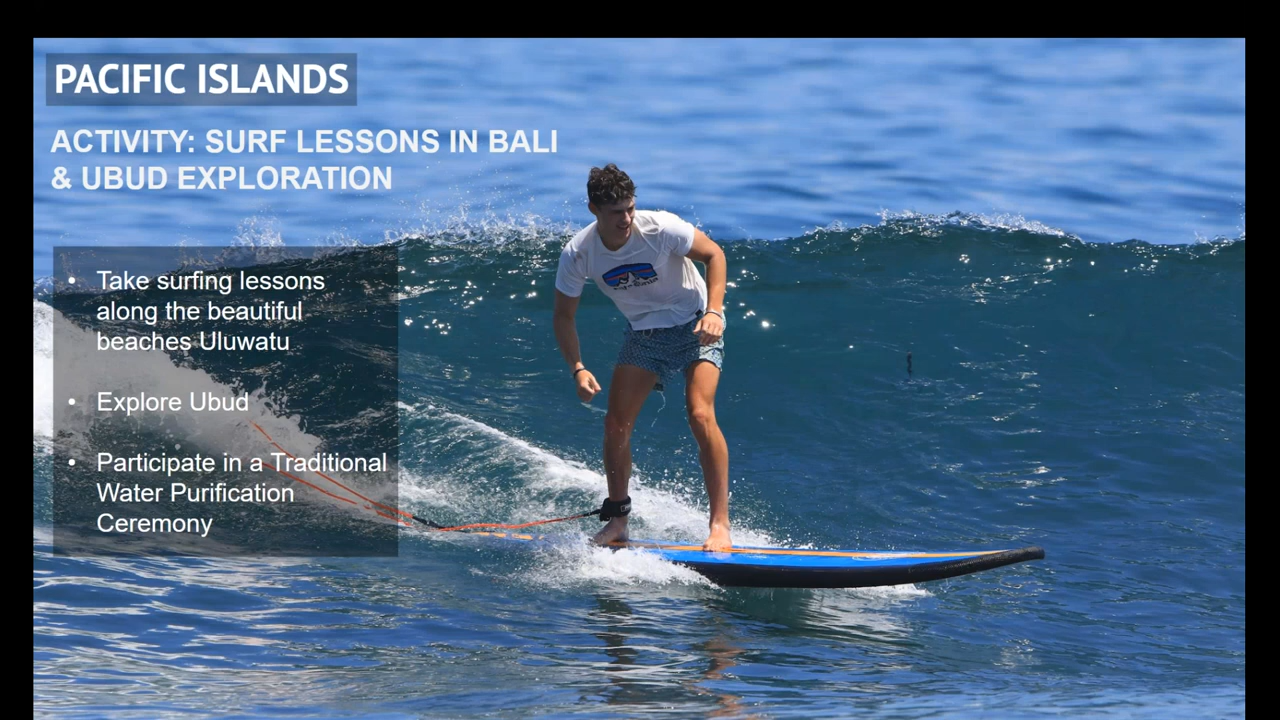 PACIFIC ISLANDS
ACTIVITY: SURF LESSONS IN BALI
& UBUD EXPLORATION
• Take surfing lessons
along the beautiful
beaches Uluwatu
• Explore Ubud
• Participate in a Traditional
Water Purification
Ceremony